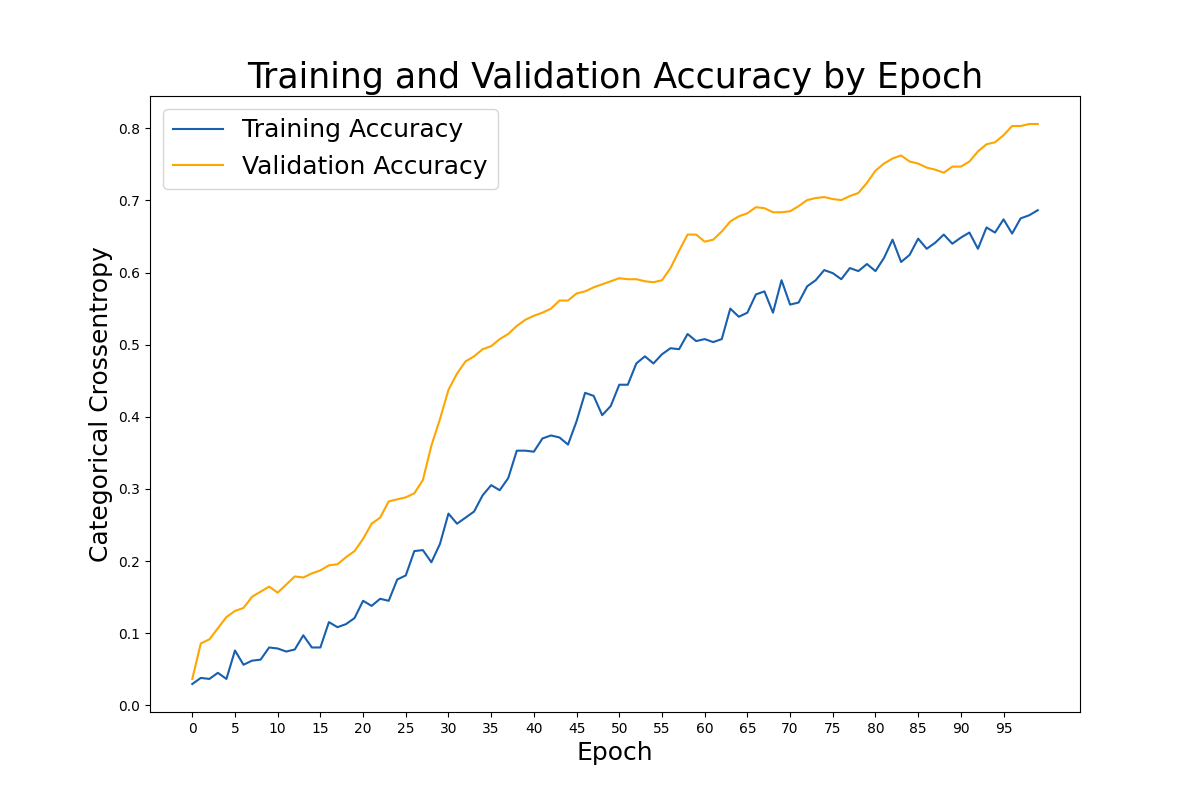 Training and Validation Accuracy by Epoch
Training Accuracy
Validation Accuracy
Categorical Crossentropy
0.8
0.7
0.6
0.5
0.4
0.3
0.2
0.1
0.0
0 5 10 15 20 25 30 35 40 45 50 55 60 65 70 75 80 85 90 95
Epoch